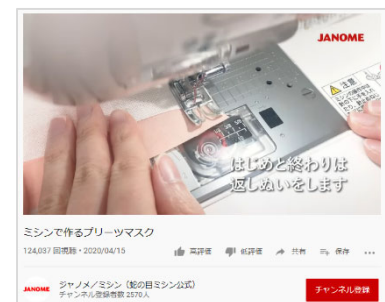 JANOME
注意
はじめと終わりは
返しぬいをします
ミシンで作るプリーツマスク
124,037 回視聴・2020/04/15
高評価
低評価
共有
保存
JANOME
ジャノメ/ミシン〔蛇の目ミシン公式〕
チャンネル登録者数 2570人
チャンネル登録